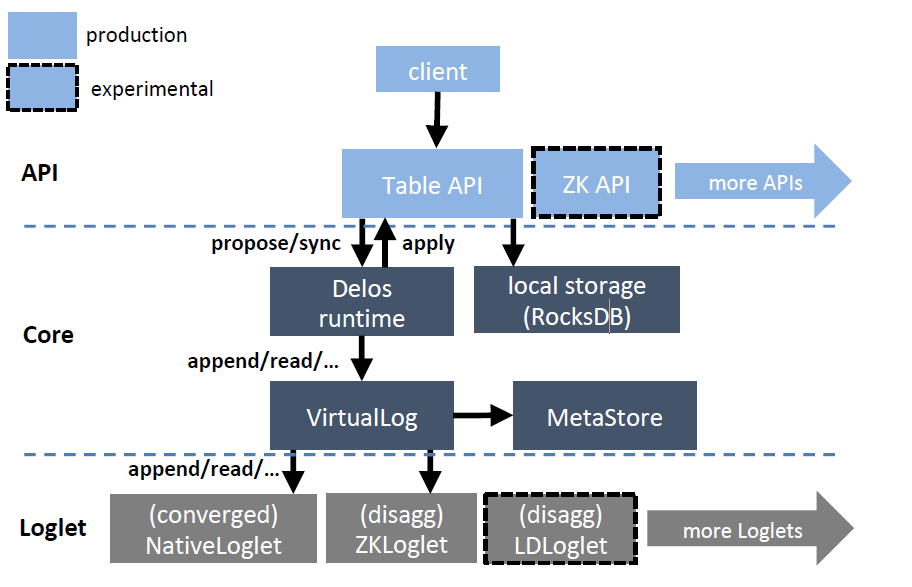 production
experimental
client
API
Table API
ZK API
more APIs
propose/sync
apply
Core
Delos
runtime
local storage
(RocksDB)
append/read/...
VirtualLog
MetaStore
append/read/...
Loglet
(converged)
NativeLoglet
(disagg)
ZKLoglet
(disagg)
LDLoglet
more Loglets